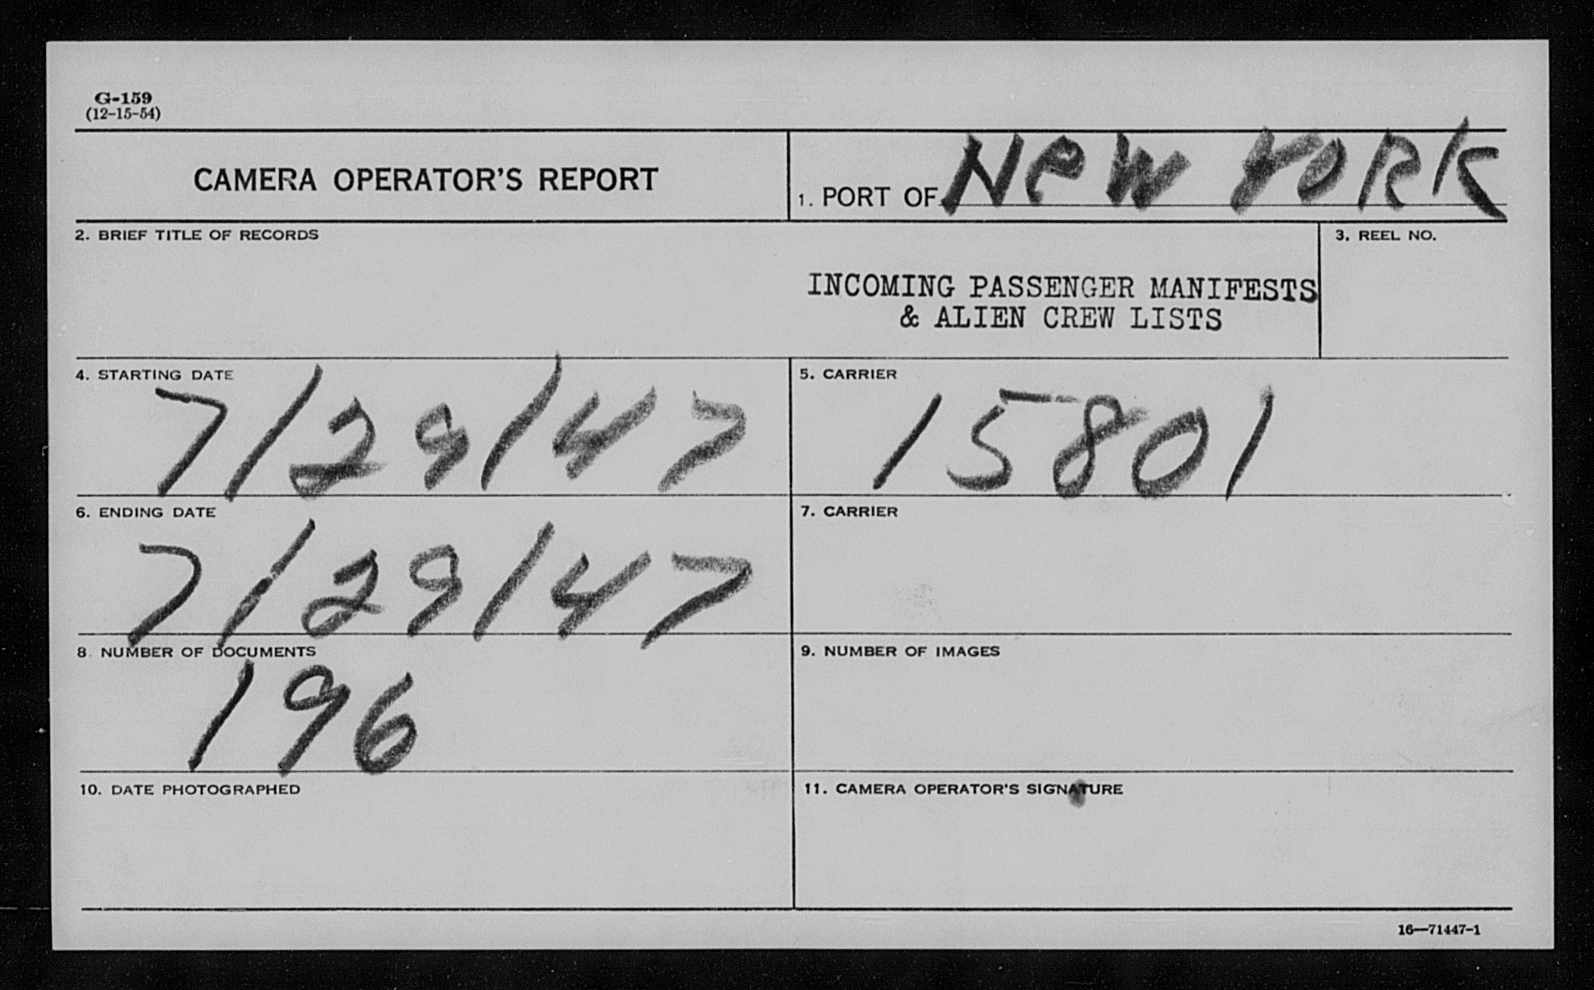 G-159
(12-15-54)
CAMERA OPERATOR'S REPORT
1. PORT OF New YORK
2. BRIEF TITLE OF RECORDS
3. REEL NO.
INCOMING PASSENGER MANIFESTS
& ALIEN CREW LISTS
4. STARTING DATE
7/29/47
5. CARRIER
15801
6. ENDING DATE
7/29/47
7. CARRIER
8. NUMBER OF DOCUMENTS
196
9. NUMBER OF IMAGES
10. DATE PHOTOGRAPHED
11. CAMERA OPERATOR'S SIGNATURE
16—71447-1